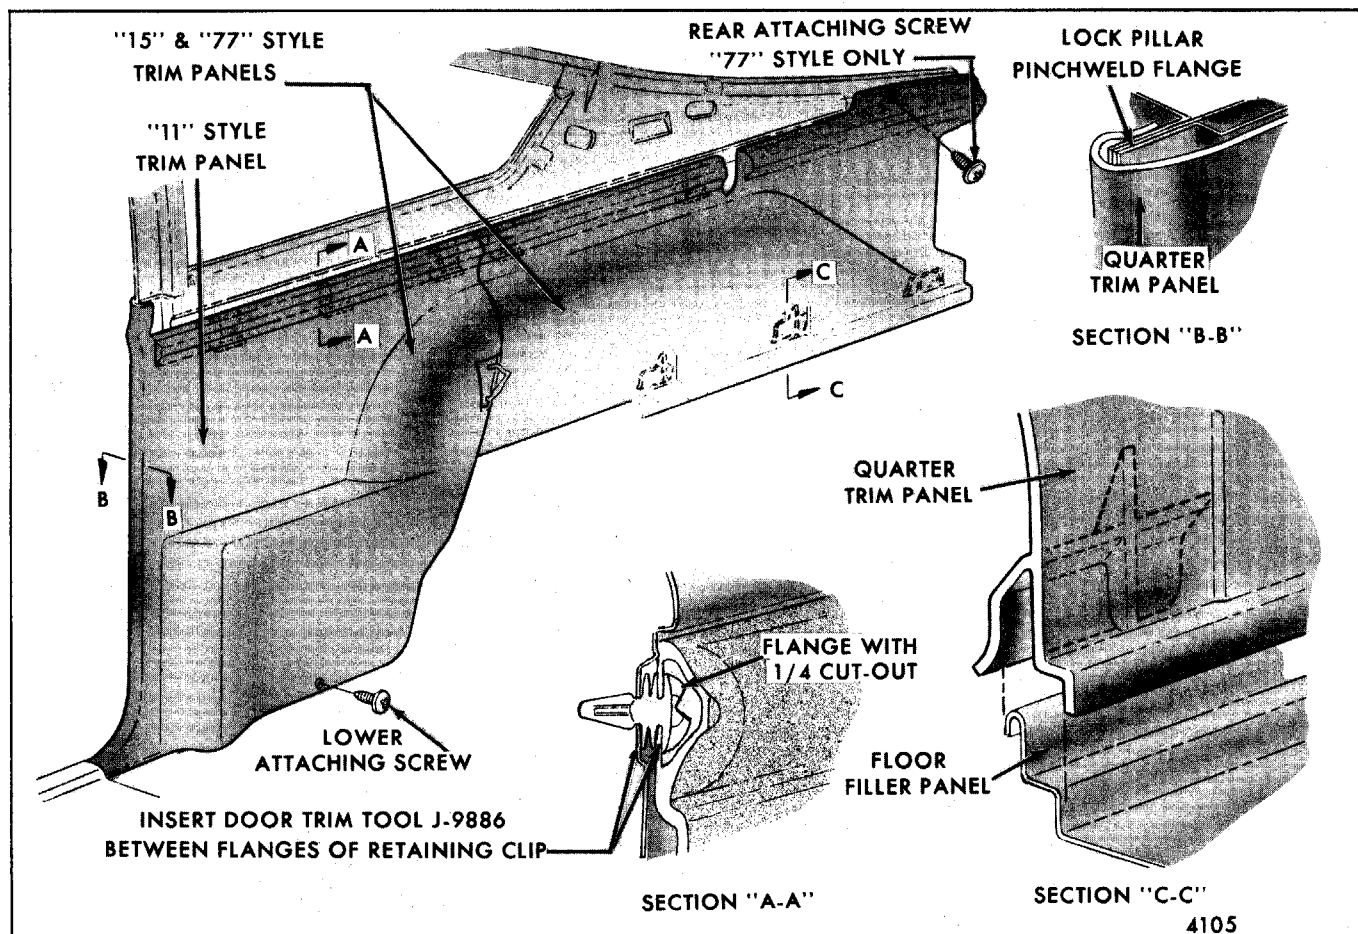 "15" & "77" STYLE
TRIM PANELS
"11" STYLE
TRIM PANEL
REAR ATTACHING SCREW
"77" STYLE ONLY
LOCK PILLAR
PINCHWELD FLANGE
QUARTER
TRIM PANEL
SECTION "B-B"
A
A
C
C
B
B
QUARTER
TRIM PANEL
FLANGE WITH
1/4 CUT-OUT
LOWER
ATTACHING SCREW
FLOOR
FILLER PANEL
INSERT DOOR TRIM TOOL J-9886
BETWEEN FLANGES OF RETAINING CLIP
SECTION "A-A"
SECTION "C-C"
4105